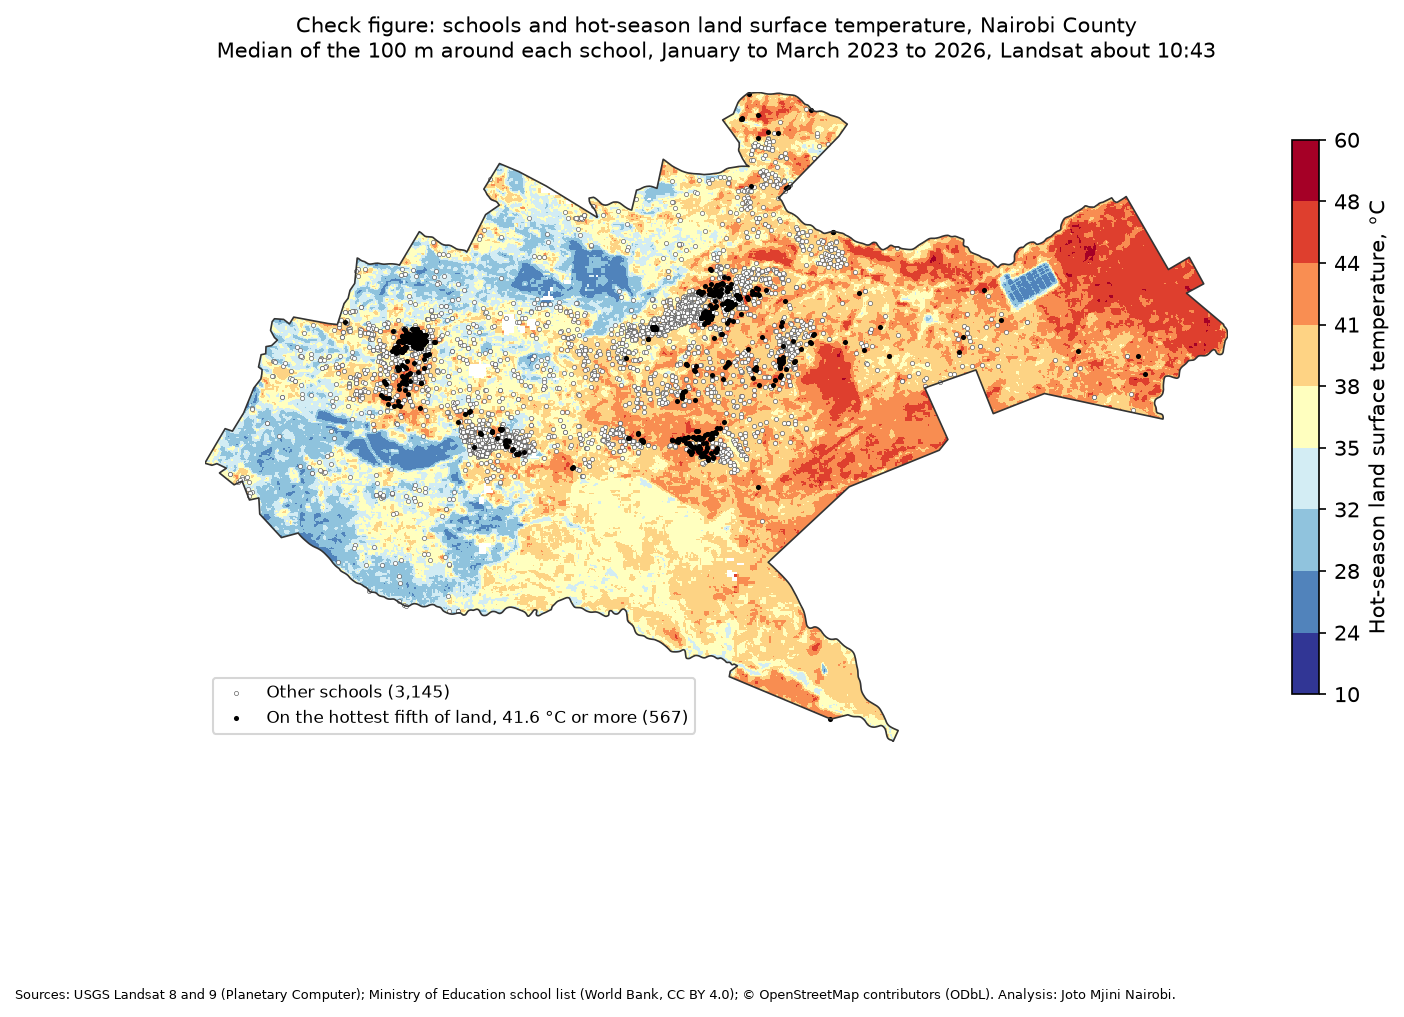 Check figure: schools and hot-season land surface temperature, Nairobi County
Median of the 100 m around each school, January to March 2023 to 2026, Landsat about 10:43
60
48
44
41
38
35
32
28
24
10
Hot-season land surface temperature, °C
Other schools (3,145)
On the hottest fifth of land, 41.6 °C or more (567)
Sources: USGS Landsat 8 and 9 (Planetary Computer); Ministry of Education school list (World Bank, CC BY 4.0); © OpenStreetMap contributors (ODbL). Analysis: Joto Mjini Nairobi.